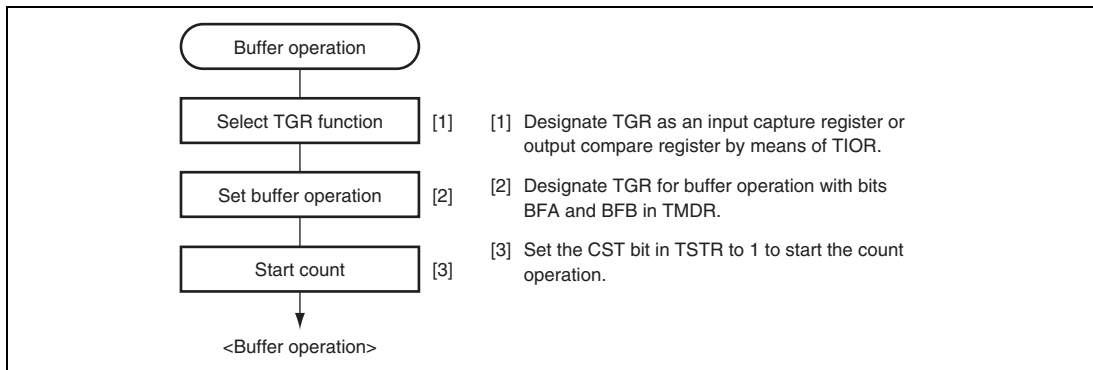 Buffer operation
Select TGR function [1]
Set buffer operation [2]
Start count [3]
<Buffer operation>
[1] Designate TGR as an input capture register or
output compare register by means of TIOR.
[2] Designate TGR for buffer operation with bits
BFA and BFB in TMDR.
[3] Set the CST bit in TSTR to 1 to start the count
operation.